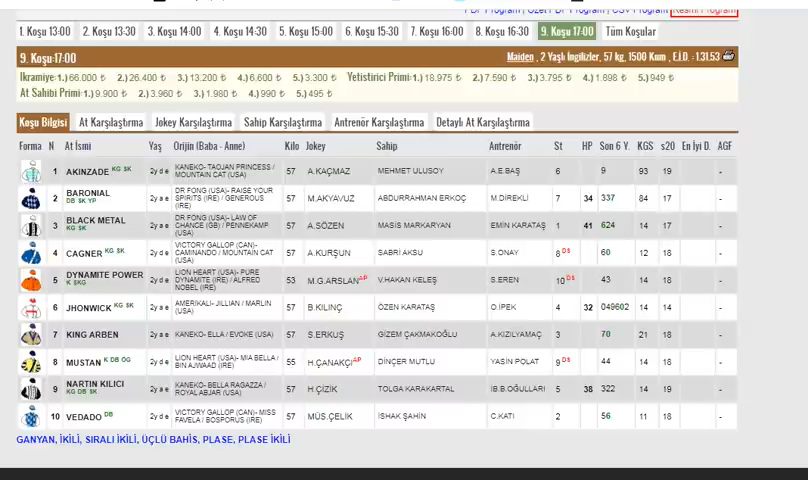 PDF Program | Özel PDF Program | CSV Program | Resmi Program
1. Koşu 13:00 2. Koşu 13:30 3. Koşu 14:00 4. Koşu 14:30 5. Koşu 15:00 6. Koşu 15:30 7. Koşu 16:00 8. Koşu 16:30 9. Koşu 17:00 Tüm Koşular
9. Koşu:17:00 Maiden , 2 Yaşlı İngilizler, 57 kg, 1500 Kum , E.İ.D. : 1.31.53
İkramiye:1.)66.000 ₺ 2.)26.400 ₺ 3.)13.200 ₺ 4.)6.600 ₺ 5.)3.300 ₺ Yetistirici Primi:1.)18.975 ₺ 2.)7.590 ₺ 3.)3.795 ₺ 4.)1.898 ₺ 5.)949 ₺
At Sahibi Primi:1.)9.900 ₺ 2.)3.960 ₺ 3.)1.980 ₺ 4.)990 ₺ 5.)495 ₺
Koşu Bilgisi At Karşılaştırma Jokey Karşılaştırma Sahip Karşılaştırma Antrenör Karşılaştırma Detaylı At Karşılaştırma
Forma N At İsmi Yaş Orijin (Baba - Anne) Kilo Jokey Sahip Antrenör St HP Son 6 Y. KGS s20 En İyi D. AGF
1 AKINZADE KG SK 2y d e KANEKO- TAOJAN PRINCESS / MOUNTAIN CAT (USA) 57 A.KAÇMAZ MEHMET ULUSOY A.E.BAŞ 6 9 93 19 -
2 BARONIAL DB SK YP 2y a e DR FONG (USA)- RAISE YOUR SPIRITS (IRE) / GENEROUS (IRE) 57 M.AKYAVUZ ABDURRAHMAN ERKOÇ M.DİREKLİ 7 34 337 84 17 -
3 BLACK METAL KG SK 2y a e DR FONG (USA)- LAW OF CHANCE (GB) / PENNEKAMP (USA) 57 A.SÖZEN MASİS MARKARYAN EMİN KARATAŞ 1 41 624 14 17 -
4 CAGNER KG SK 2y d e VICTORY GALLOP (CAN)- CAMINANDO / MOUNTAIN CAT (USA) 57 A.KURŞUN SABRİ AKSU S.ONAY 8 DS 60 12 18 -
5 DYNAMITE POWER K SKG 2y d e LION HEART (USA)- PURE DYNAMITE (IRE) / ALFRED NOBEL (IRE) 53 M.G.ARSLAN AP V.HAKAN KELEŞ S.EREN 10 DS 43 14 18 -
6 JHONWICK KG SK 2y a e AMERİKALI- JILLIAN / MARLIN (USA) 57 B.KILINÇ ÖZEN KARATAŞ O.İPEK 4 32 049602 14 14 -
7 KING ARBEN 2y a e KANEKO- ELLA / EVOKE (USA) 57 S.ERKUŞ GİZEM ÇAKMAKOĞLU A.KIZILYAMAÇ 3 70 21 18 -
8 MUSTAN K DB ÖG 2y d e LION HEART (USA)- MIA BELLA / BIN AJWAAD (IRE) 55 H.ÇANAKÇI AP DİNÇER MUTLU YASİN POLAT 9 DS 44 14 18 -
9 NARTIN KILICI KG DB SK 2y a e KANEKO- BELLA RAGAZZA / ROYAL ABJAR (USA) 57 H.ÇİZİK TOLGA KARAKARTAL İB.B.OĞULLARI 5 38 322 14 19 -
10 VEDADO DB 2y d e VICTORY GALLOP (CAN)- MISS FAVELA / BOSPORUS (IRE) 57 MÜS.ÇELİK İSHAK ŞAHİN C.KATI 2 56 11 18 -
GANYAN, İKİLİ, SIRALI İKİLİ, ÜÇLÜ BAHİS, PLASE, PLASE İKİLİ